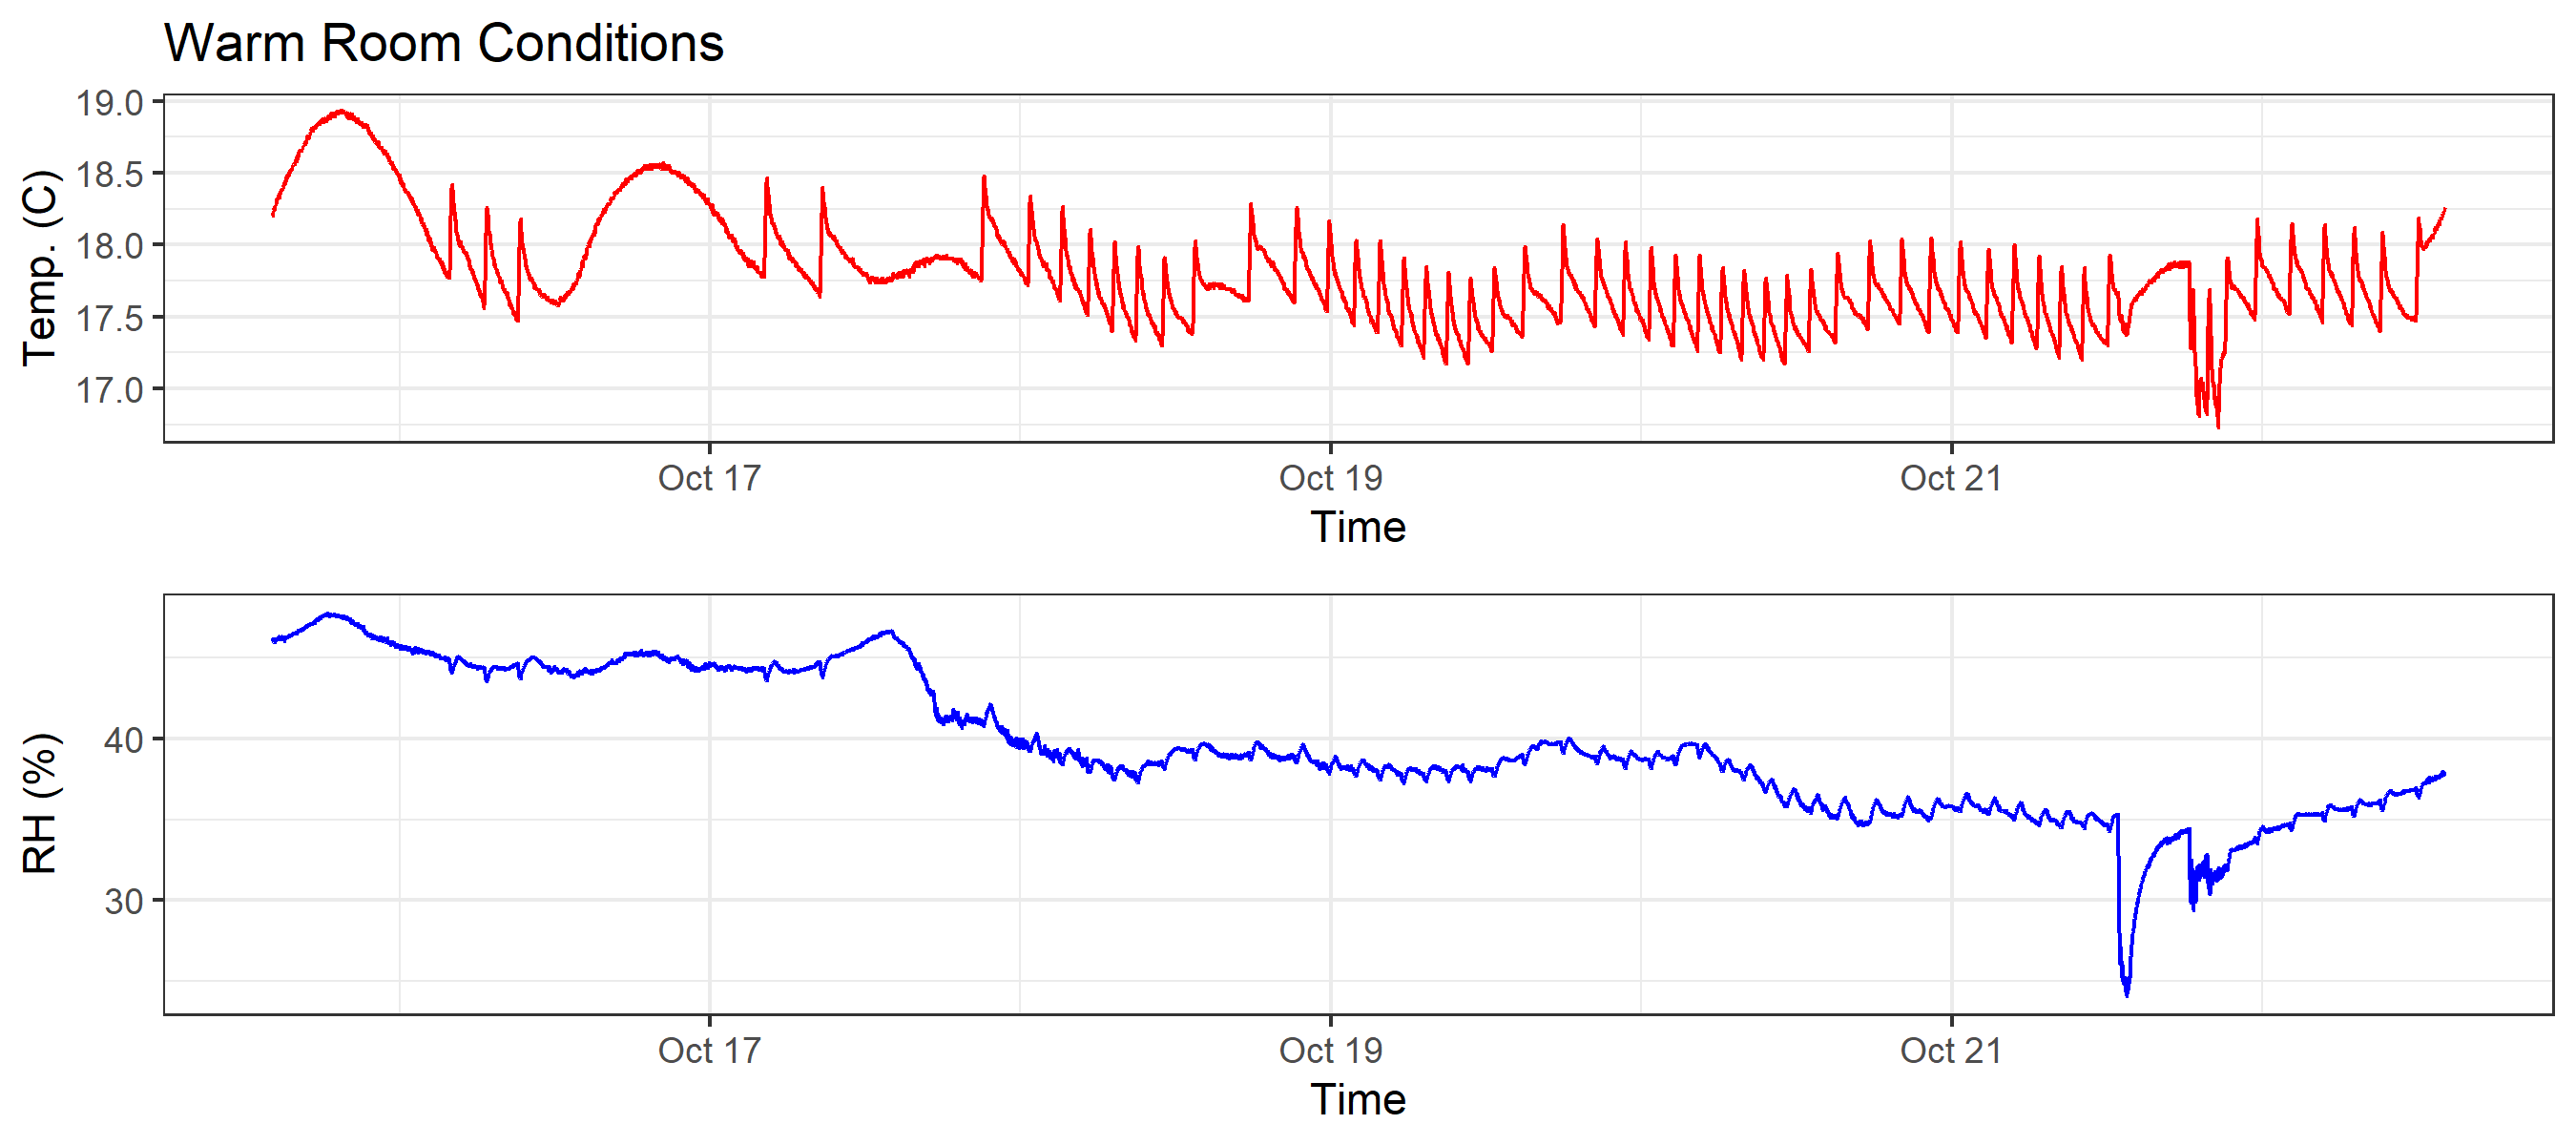 Warm Room Conditions
19.0
18.5
18.0
17.5
17.0
Temp. (C)
Oct 17 Oct 19 Oct 21
Time
40
30
RH (%)
Oct 17 Oct 19 Oct 21
Time